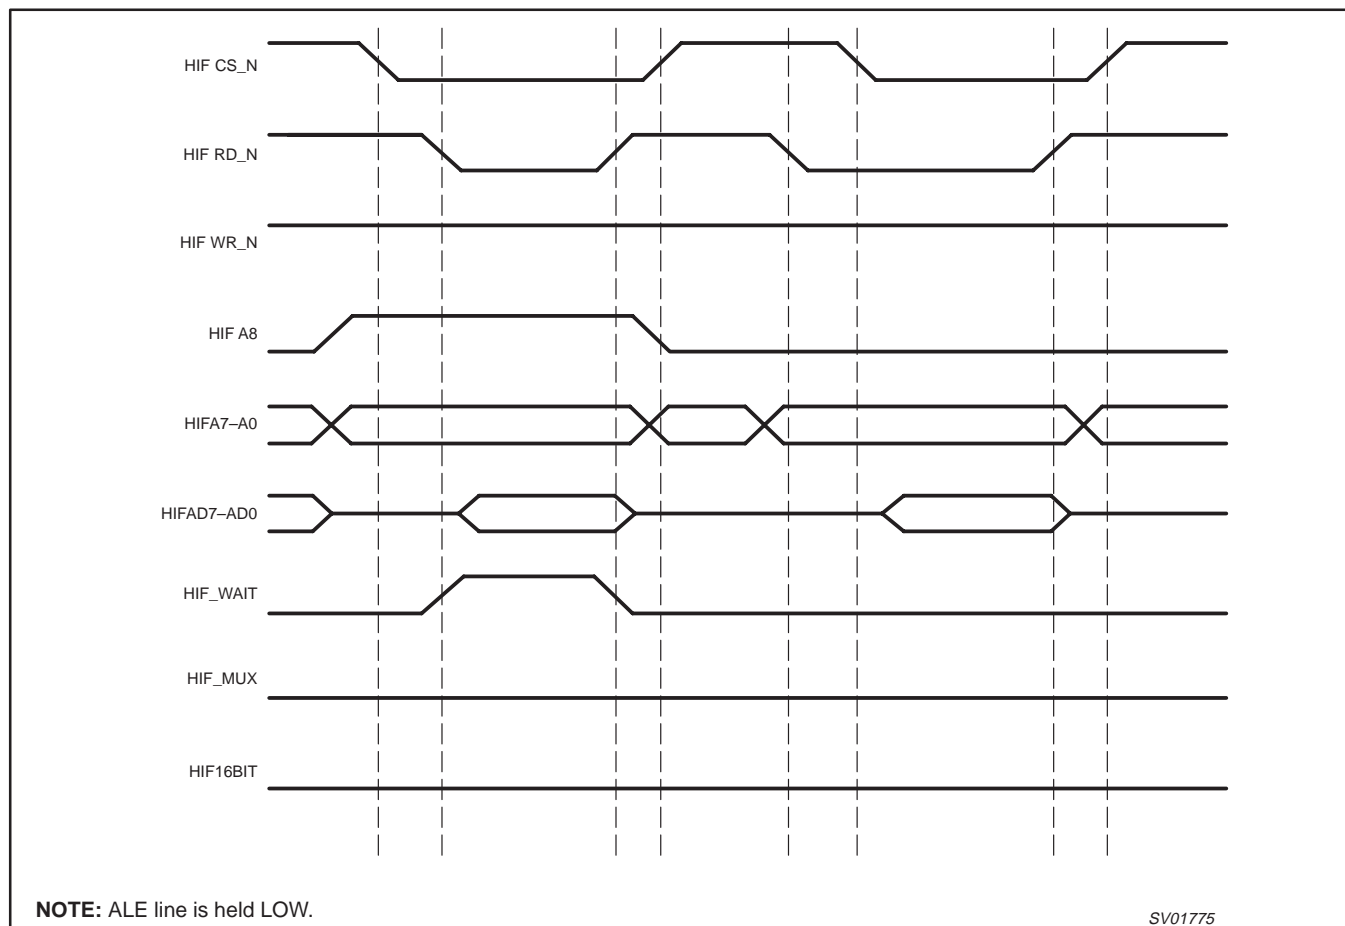 HIF CS_N
HIF RD_N
HIF WR_N
HIF A8
HIFA7–A0
HIFAD7–AD0
HIF_WAIT
HIF_MUX
HIF16BIT
NOTE: ALE line is held LOW.
SV01775